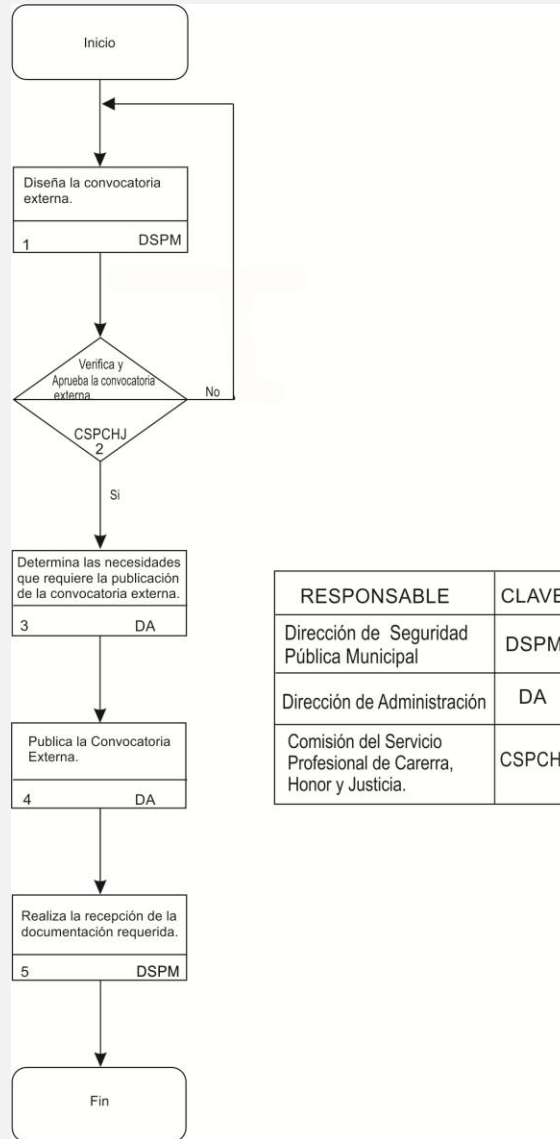 Inicio
Diseña la convocatoria
externa.
1 DSPM
Verifica y
Aprueba la convocatoria
externa.
No
CSPCHJ
2
Si
Determina las necesidades
que requiere la publicación
de la convocatoria externa.
3 DA
Publica la Convocatoria
Externa.
4 DA
Realiza la recepción de la
documentación requerida.
5 DSPM
Fin
RESPONSABLE CLAVE
Dirección de Seguridad
Pública Municipal
DSPM
Dirección de Administración DA
Comisión del Servicio
Profesional de Carerra,
Honor y Justicia.
CSPCH